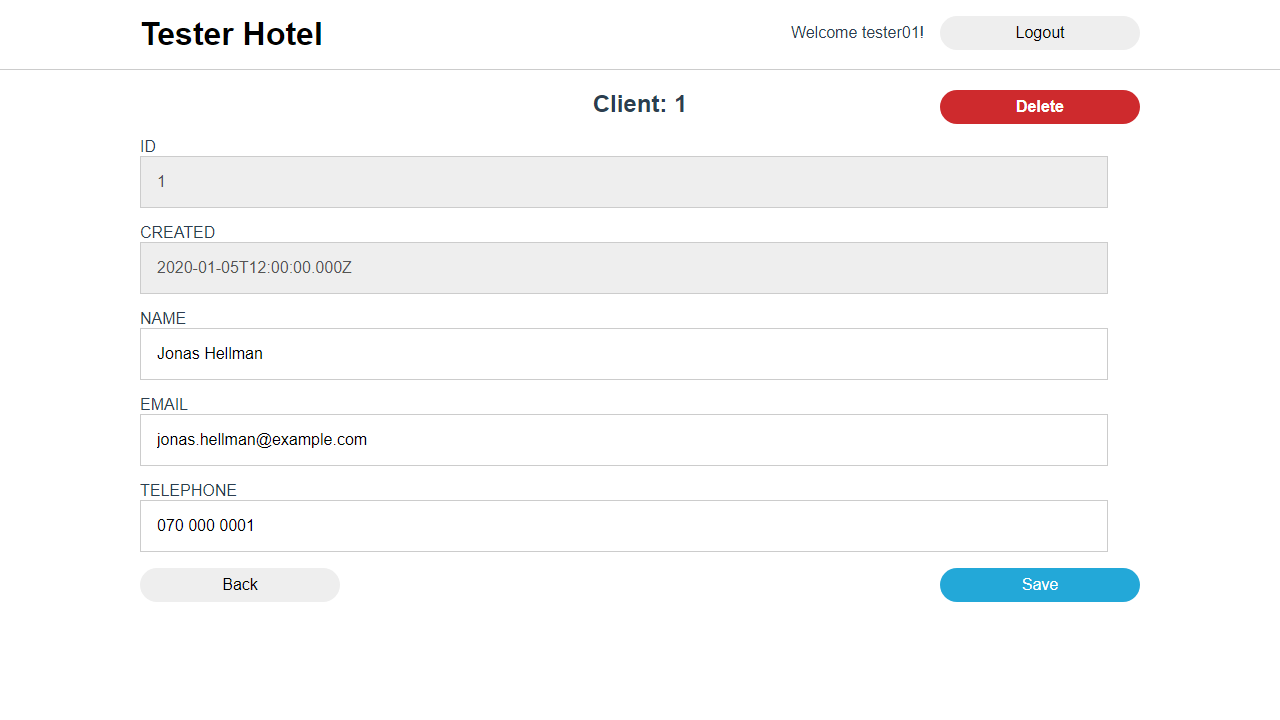 Tester Hotel
Welcome tester01!
Logout
Client: 1
Delete
ID
1
CREATED
2020-01-05T12:00:00.000Z
NAME
Jonas Hellman
EMAIL
jonas.hellman@example.com
TELEPHONE
070 000 0001
Back
Save